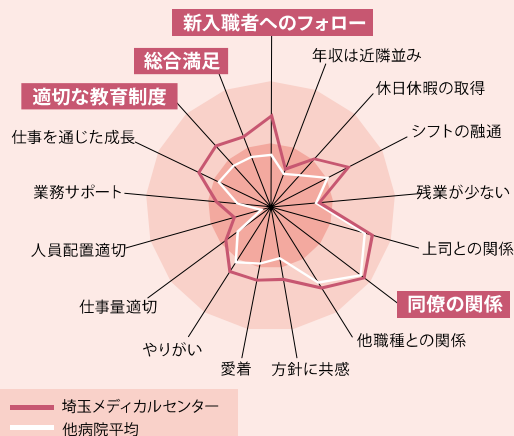 新入職者へのフォロー
年収は近隣並み
休日休暇の取得
シフトの融通
残業が少ない
上司との関係
同僚の関係
他職種との関係
方針に共感
愛着
やりがい
仕事量適切
人員配置適切
業務サポート
仕事を通じた成長
適切な教育制度
総合満足
埼玉メディカルセンター
他病院平均